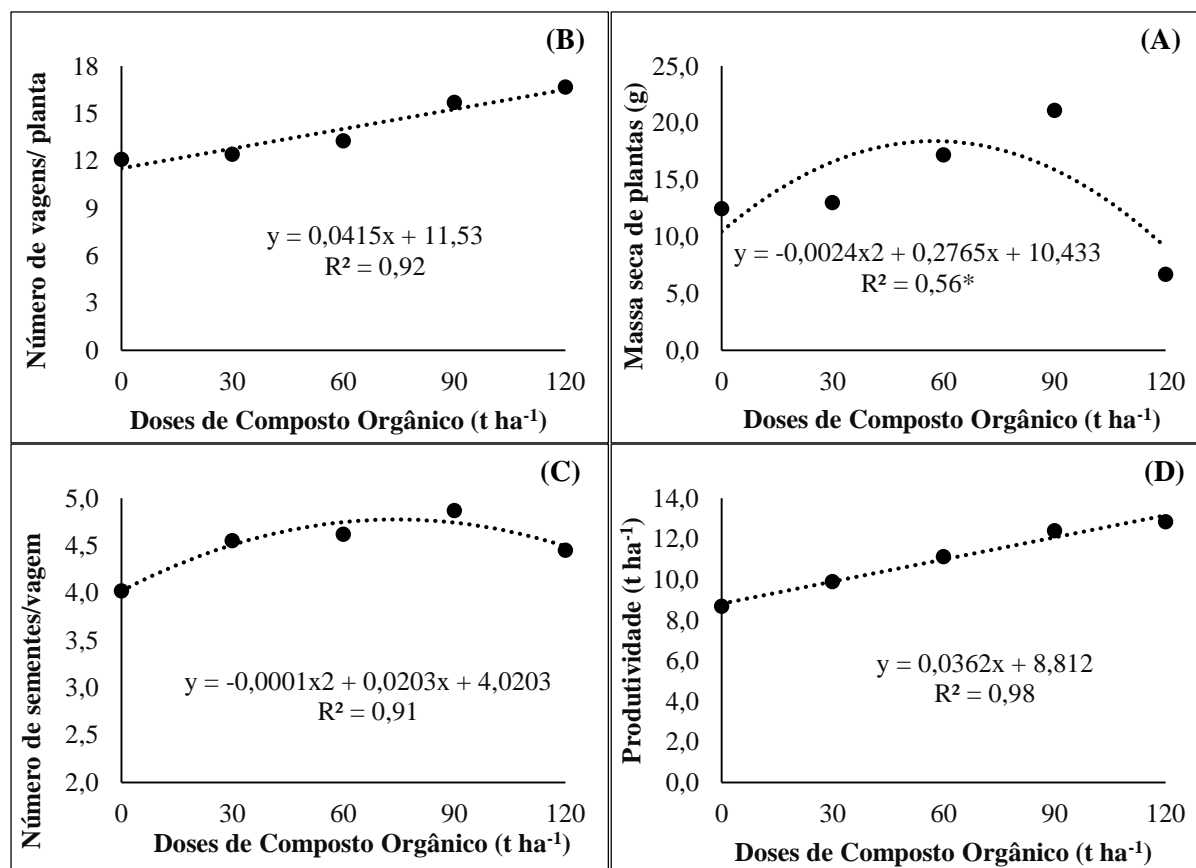 (B)
Número de vagens/ planta
18
15
12
9
6
3
0
y = 0,0415x + 11,53
R² = 0,92
0 30 60 90 120
Doses de Composto Orgânico (t ha-1)
(A)
Massa seca de plantas (g)
25,0
20,0
15,0
10,0
5,0
0,0
y = -0,0024x2 + 0,2765x + 10,433
R² = 0,56*
0 30 60 90 120
Doses de Composto Orgânico (t ha-1)
(C)
Número de sementes/vagem
5,0
4,5
4,0
3,5
3,0
2,5
2,0
y = -0,0001x2 + 0,0203x + 4,0203
R² = 0,91
0 30 60 90 120
Doses de Composto Orgânico (t ha-1)
(D)
Produtividade (t ha-1)
14,0
12,0
10,0
8,0
6,0
4,0
2,0
0,0
y = 0,0362x + 8,812
R² = 0,98
0 30 60 90 120
Doses de Composto Orgânico (t ha-1)